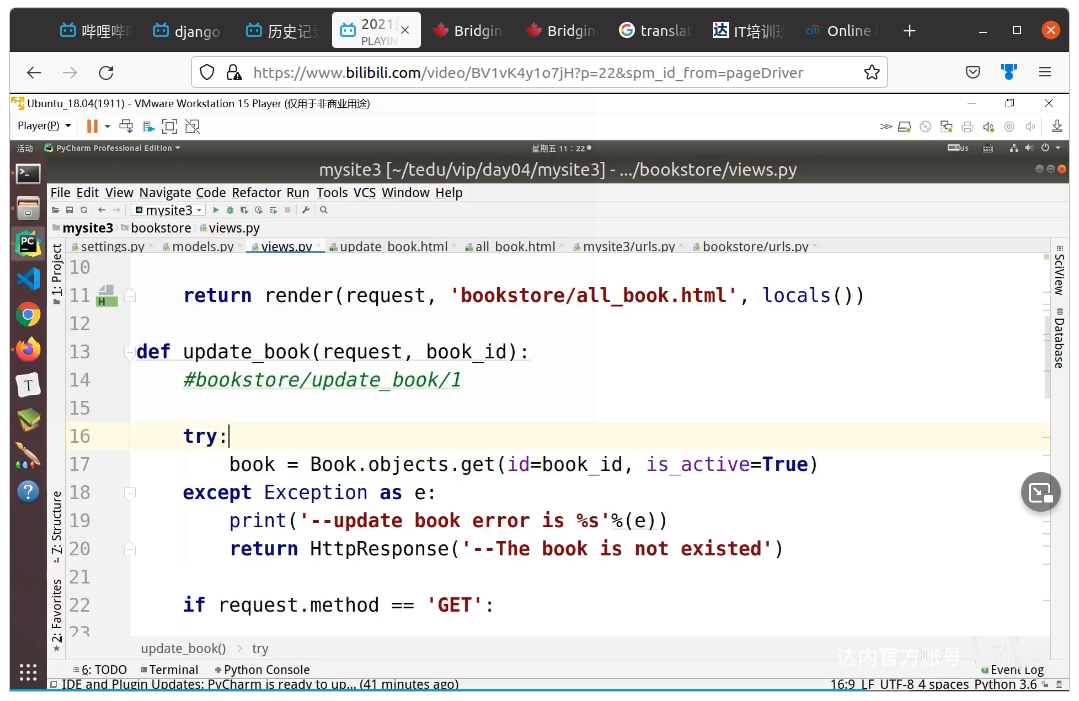 哔哩哔哩
django
历史记录
2021
PLAYIN
Bridgin
Bridgin
translat
IT培训班
citi Online
https://www.bilibili.com/video/BV1vK4y1o7jH?p=22&spm_id_from=pageDriver
Ubuntu_18.04(1911) - VMware Workstation 15 Player (仅用于非商业用途)
Player(P)
活动 PyCharm Professional Edition 星期五 11：22
mysite3 [~/tedu/vip/day04/mysite3] - .../bookstore/views.py
File Edit View Navigate Code Refactor Run Tools VCS Window Help
mysite3
mysite3 bookstore views.py
settings.py models.py views.py update_book.html all_book.html mysite3/urls.py bookstore/urls.py
1: Project
Z: Structure
2: Favorites
10
11 return render(request, 'bookstore/all_book.html', locals())
12
13 def update_book(request, book_id):
14 #bookstore/update_book/1
15
16 try:
17 book = Book.objects.get(id=book_id, is_active=True)
18 except Exception as e:
19 print('--update book error is %s'%(e))
20 return HttpResponse('--The book is not existed')
21
22 if request.method == 'GET':
23
SciView
Database
update_book() try
达内官方账号
6: TODO Terminal Python Console Event Log
IDE and Plugin Updates: PyCharm is ready to up... (41 minutes ago) 16:9 LF UTF-8 4 spaces Python 3.6